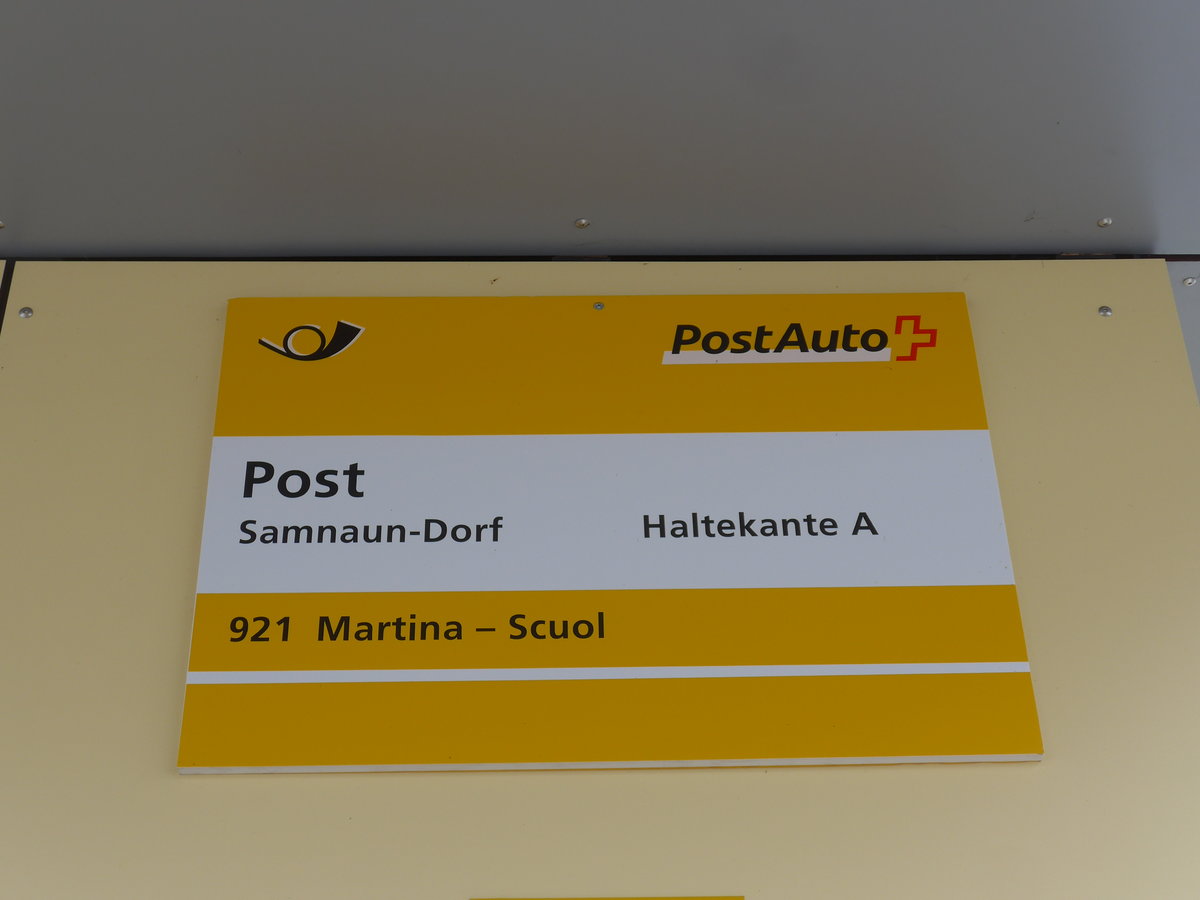 PostAuto
Post
Samnaun-Dorf Haltekante A
921 Martina – Scuol